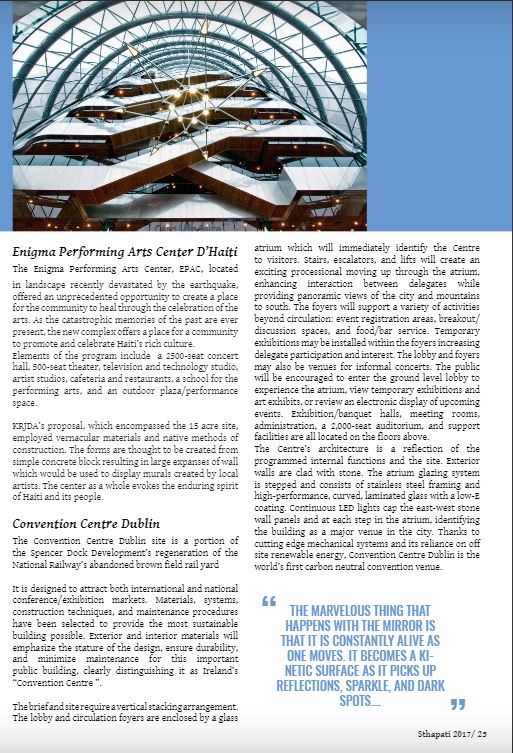 Enigma Performing Arts Center D'Haiti
The Enigma Performing Arts Center, EPAC, located
in landscape recently devastated by the earthquake,
offered an unprecedented opportunity to create a place
for the community to heal through the celebration of the
arts. As the catastrophic memories of the past are ever
present, the new complex offers a place for a community
to promote and celebrate Haiti's rich culture.
Elements of the program include a 2500-seat concert
hall, 500-seat theater, television and technology studio,
artist studios, cafeteria and restaurants, a school for the
performing arts, and an outdoor plaza/performance
space.
KRJDA's proposal, which encompassed the 15 acre site,
employed vernacular materials and native methods of
construction. The forms are thought to be created from
simple concrete block resulting in large expanses of wall
which would be used to display murals created by local
artists. The center as a whole evokes the enduring spirit
of Haiti and its people.
Convention Centre Dublin
The Convention Centre Dublin site is a portion of
the Spencer Dock Development's regeneration of the
National Railway's abandoned brown field rail yard
It is designed to attract both international and national
conference/exhibition markets. Materials, systems,
construction techniques, and maintenance procedures
have been selected to provide the most sustainable
building possible. Exterior and interior materials will
emphasize the stature of the design, ensure durability,
and minimize maintenance for this important
public building, clearly distinguishing it as Ireland's
"Convention Centre ".
The brief and site require a vertical stacking arrangement.
The lobby and circulation foyers are enclosed by a glass
atrium which will immediately identify the Centre
to visitors. Stairs, escalators, and lifts will create an
exciting processional moving up through the atrium,
enhancing interaction between delegates while
providing panoramic views of the city and mountains
to south. The foyers will support a variety of activities
beyond circulation: event registration areas, breakout/
discussion spaces, and food/bar service. Temporary
exhibitions may be installed within the foyers increasing
delegate participation and interest. The lobby and foyers
may also be venues for informal concerts. The public
will be encouraged to enter the ground level lobby to
experience the atrium, view temporary exhibitions and
art exhibits, or review an electronic display of upcoming
events. Exhibition/banquet halls, meeting rooms,
administration, a 2,000-seat auditorium, and support
facilities are all located on the floors above.
The Centre's architecture is a reflection of the
programmed internal functions and the site. Exterior
walls are clad with stone. The atrium glazing system
is stepped and consists of stainless steel framing and
high-performance, curved, laminated glass with a low-E
coating. Continuous LED lights cap the east-west stone
wall panels and at each step in the atrium, identifying
the building as a major venue in the city. Thanks to
cutting edge mechanical systems and its reliance on off
site renewable energy, Convention Centre Dublin is the
world's first carbon neutral convention venue.
“ THE MARVELOUS THING THAT
HAPPENS WITH THE MIRROR IS
THAT IT IS CONSTANTLY ALIVE AS
ONE MOVES. IT BECOMES A KI-
NETIC SURFACE AS IT PICKS UP
REFLECTIONS, SPARKLE, AND DARK
SPOTS.... ”
Sthapati 2017/ 25